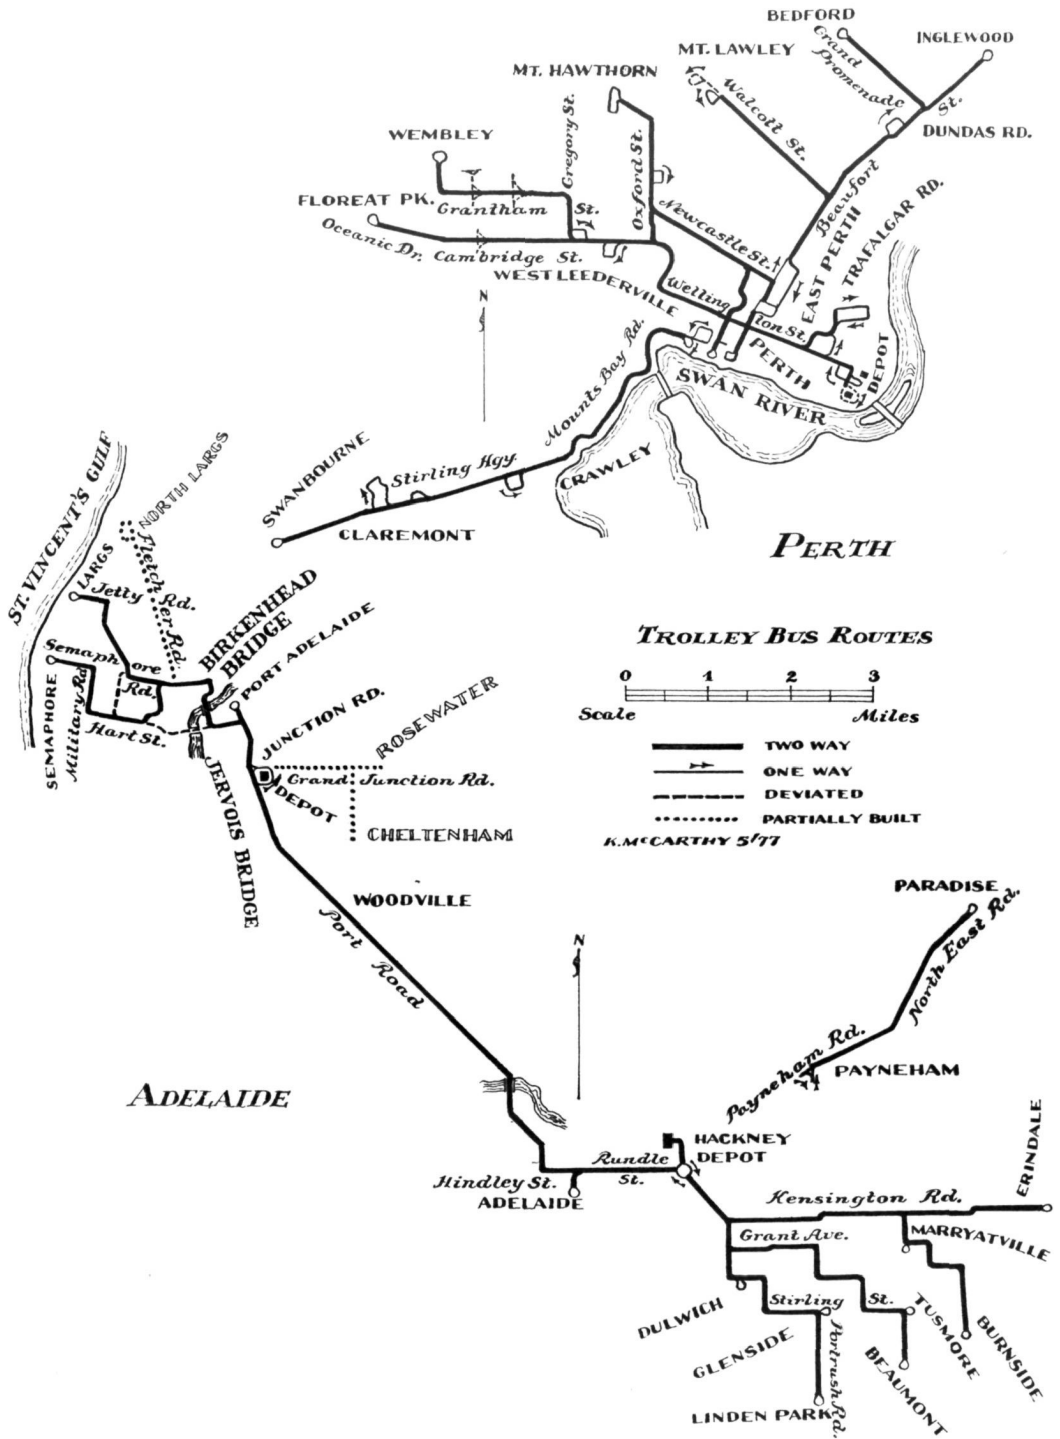 BEDFORD
INGLEWOOD
Grand Promenade
MT. LAWLEY
MT. HAWTHORN
Walcott St.
St.
DUNDAS RD.
WEMBLEY
Gregory St.
Oxford St.
Beaufort
FLOREAT PK.
Grantham St.
Newcastle St.
EAST PERTH
TRAFALGAR RD.
Oceanic Dr. Cambridge St.
WEST LEEDERVILLE
Welling
ton St.
N
PERTH
DEPOT
Mounts Bay Rd.
SWAN RIVER
CRAWLEY
Stirling Hgy.
SWANBOURNE
CLAREMONT
PERTH
ST. VINCENT'S GULF
NORTH LARGS
LARGS
Fletcher Rd.
Jetty Rd.
BIRKENHEAD
BRIDGE
PORT ADELAIDE
Semaphore
Rd.
SEMAPHORE
Military Rd.
Hart St.
JUNCTION RD.
ROSEWATER
Grand Junction Rd.
DEPOT
JERVOIS BRIDGE
CHELTENHAM
TROLLEY BUS ROUTES
0 1 2 3
Scale Miles
TWO WAY
ONE WAY
DEVIATED
PARTIALLY BUILT
K. McCARTHY 5/77
WOODVILLE
Port Road
PARADISE
North East Rd.
N
Payneham Rd.
PAYNEHAM
ADELAIDE
HACKNEY
DEPOT
Rundle
St.
Hindley St.
ADELAIDE
Kensington Rd.
ERINDALE
Grant Ave.
MARRYATVILLE
DULWICH
Stirling St.
TUSMORE
BURNSIDE
GLENSIDE
Portrush Rd.
BEAUMONT
LINDEN PARK